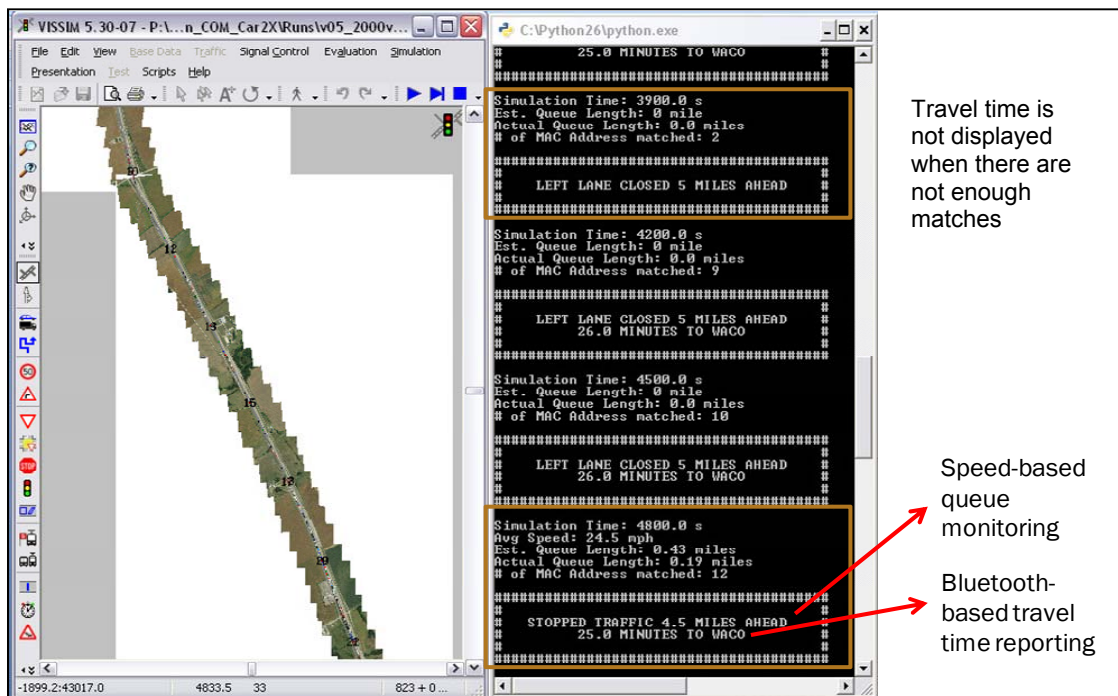 VISSIM 5.30-07 - P:\...n_COM_Car2X\Runs\v05_2000v...
File Edit View Base Data Traffic Signal Control Evaluation Simulation
Presentation Test Scripts Help
50
STOP
10
12
13
15
-1899.2:43017.0 4833.5 33 823 + 0 ...
C:\Python26\python.exe
# 25.0 MINUTES TO WACO #
# #
########################################
Simulation Time: 3900.0 s
Est. Queue Length: 0 mile
Actual Queue Length: 0.0 miles
# of MAC Address matched: 2
########################################
# #
# LEFT LANE CLOSED 5 MILES AHEAD #
# #
########################################
Simulation Time: 4200.0 s
Est. Queue Length: 0 mile
Actual Queue Length: 0.0 miles
# of MAC Address matched: 9
########################################
# #
# LEFT LANE CLOSED 5 MILES AHEAD #
# 26.0 MINUTES TO WACO #
# #
########################################
Simulation Time: 4500.0 s
Est. Queue Length: 0 mile
Actual Queue Length: 0.0 miles
# of MAC Address matched: 10
########################################
# #
# LEFT LANE CLOSED 5 MILES AHEAD #
# 26.0 MINUTES TO WACO #
# #
########################################
Simulation Time: 4800.0 s
Avg Speed: 24.5 mph
Est. Queue Length: 0.43 miles
Actual Queue Length: 0.19 miles
# of MAC Address matched: 12
########################################
# #
# STOPPED TRAFFIC 4.5 MILES AHEAD #
# 25.0 MINUTES TO WACO #
# #
########################################
Travel time is
not displayed
when there are
not enough
matches
Speed-based
queue
monitoring
Bluetooth-
based travel
time reporting